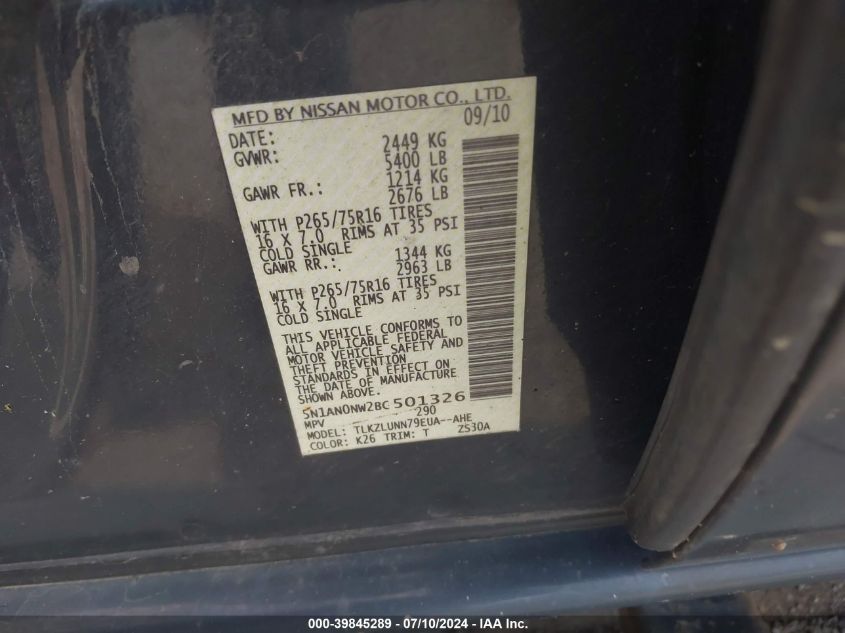 MFD BY NISSAN MOTOR CO., LTD.
DATE: 09/10
GVWR: 2449 KG
5400 LB
GAWR FR.: 1214 KG
2676 LB
WITH P265/75R16 TIRES
16 X 7.0 RIMS AT 35 PSI
COLD SINGLE
GAWR RR.: 1344 KG
2963 LB
WITH P265/75R16 TIRES
16 X 7.0 RIMS AT 35 PSI
COLD SINGLE
THIS VEHICLE CONFORMS TO
ALL APPLICABLE FEDERAL
MOTOR VEHICLE SAFETY AND
THEFT PREVENTION
STANDARDS IN EFFECT ON
SHOWN ABOVE.
5N1AN0NW2BC501326
MPV 290
MODEL: TLKZLUNN79EUA--AHE
COLOR: K26 TRIM: T ZS30A
000-39845289 - 07/10/2024 - IAA Inc.